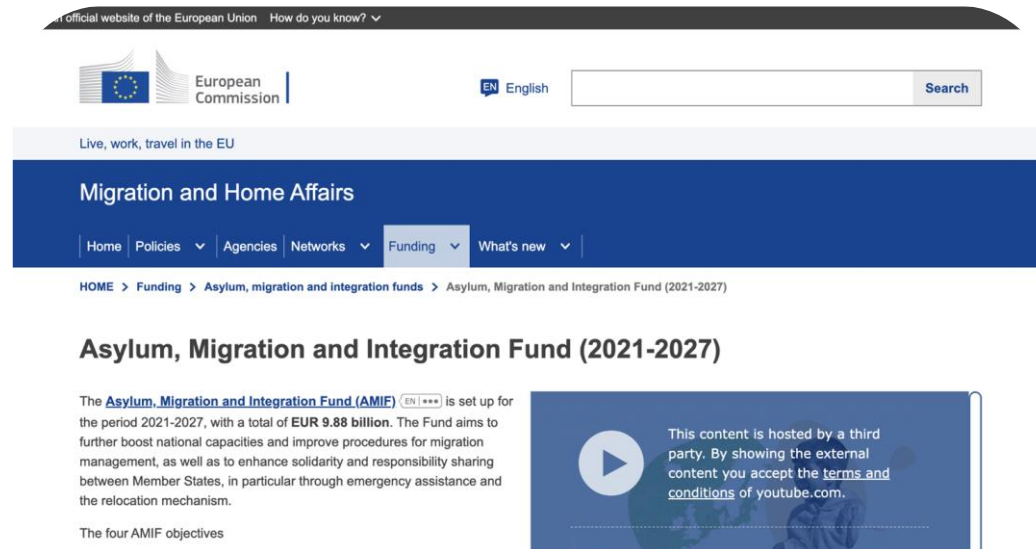 official website of the European Union How do you know?
European
Commission
EN English
Search
Live, work, travel in the EU
Migration and Home Affairs
Home Policies Agencies Networks Funding What's new
HOME > Funding > Asylum, migration and integration funds > Asylum, Migration and Integration Fund (2021-2027)
Asylum, Migration and Integration Fund (2021-2027)
The Asylum, Migration and Integration Fund (AMIF) EN ••• is set up for
the period 2021-2027, with a total of EUR 9.88 billion. The Fund aims to
further boost national capacities and improve procedures for migration
management, as well as to enhance solidarity and responsibility sharing
between Member States, in particular through emergency assistance and
the relocation mechanism.
The four AMIF objectives
This content is hosted by a third
party. By showing the external
content you accept the terms and
conditions of youtube.com.